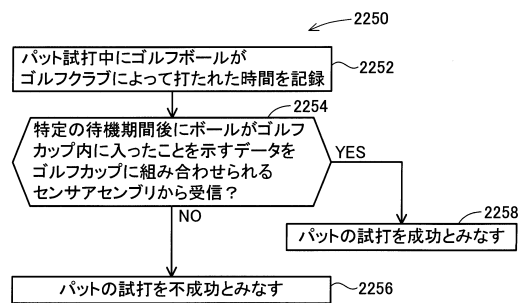 2250
パット試打中にゴルフボールが
ゴルフクラブによって打たれた時間を記録
2252
2254
特定の待機期間後にボールがゴルフ
カップ内に入ったことを示すデータを
ゴルフカップに組み合わせられる
センサアセンブリから受信？
YES
NO
2258
パットの試打を成功とみなす
パットの試打を不成功とみなす
2256